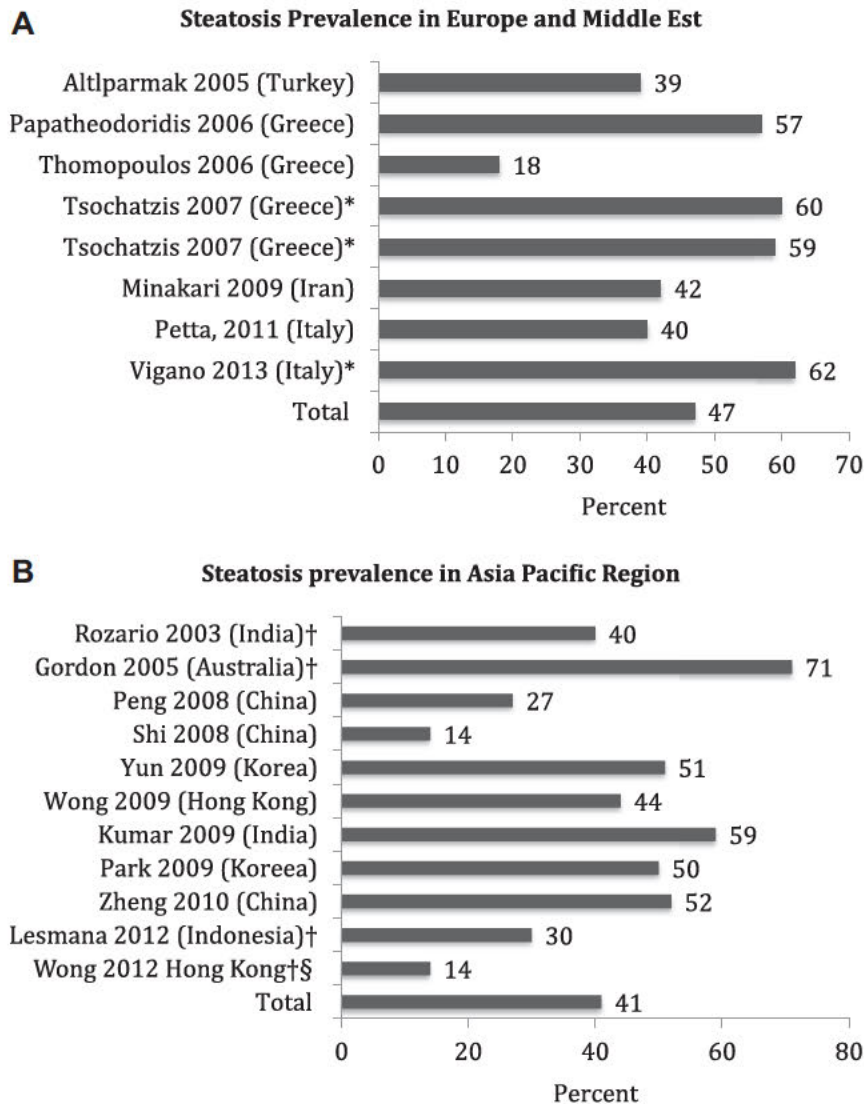 A
Steatosis Prevalence in Europe and Middle Est
Altlparmak 2005 (Turkey) 39
Papatheodoridis 2006 (Greece) 57
Thomopoulos 2006 (Greece) 18
Tsochatzis 2007 (Greece)* 60
Tsochatzis 2007 (Greece)* 59
Minakari 2009 (Iran) 42
Petta, 2011 (Italy) 40
Vigano 2013 (Italy)* 62
Total 47
0 10 20 30 40 50 60 70
Percent
B
Steatosis prevalence in Asia Pacific Region
Rozario 2003 (India)† 40
Gordon 2005 (Australia)† 71
Peng 2008 (China) 27
Shi 2008 (China) 14
Yun 2009 (Korea) 51
Wong 2009 (Hong Kong) 44
Kumar 2009 (India) 59
Park 2009 (Koreea) 50
Zheng 2010 (China) 52
Lesmana 2012 (Indonesia)† 30
Wong 2012 Hong Kong†§ 14
Total 41
0 20 40 60 80
Percent